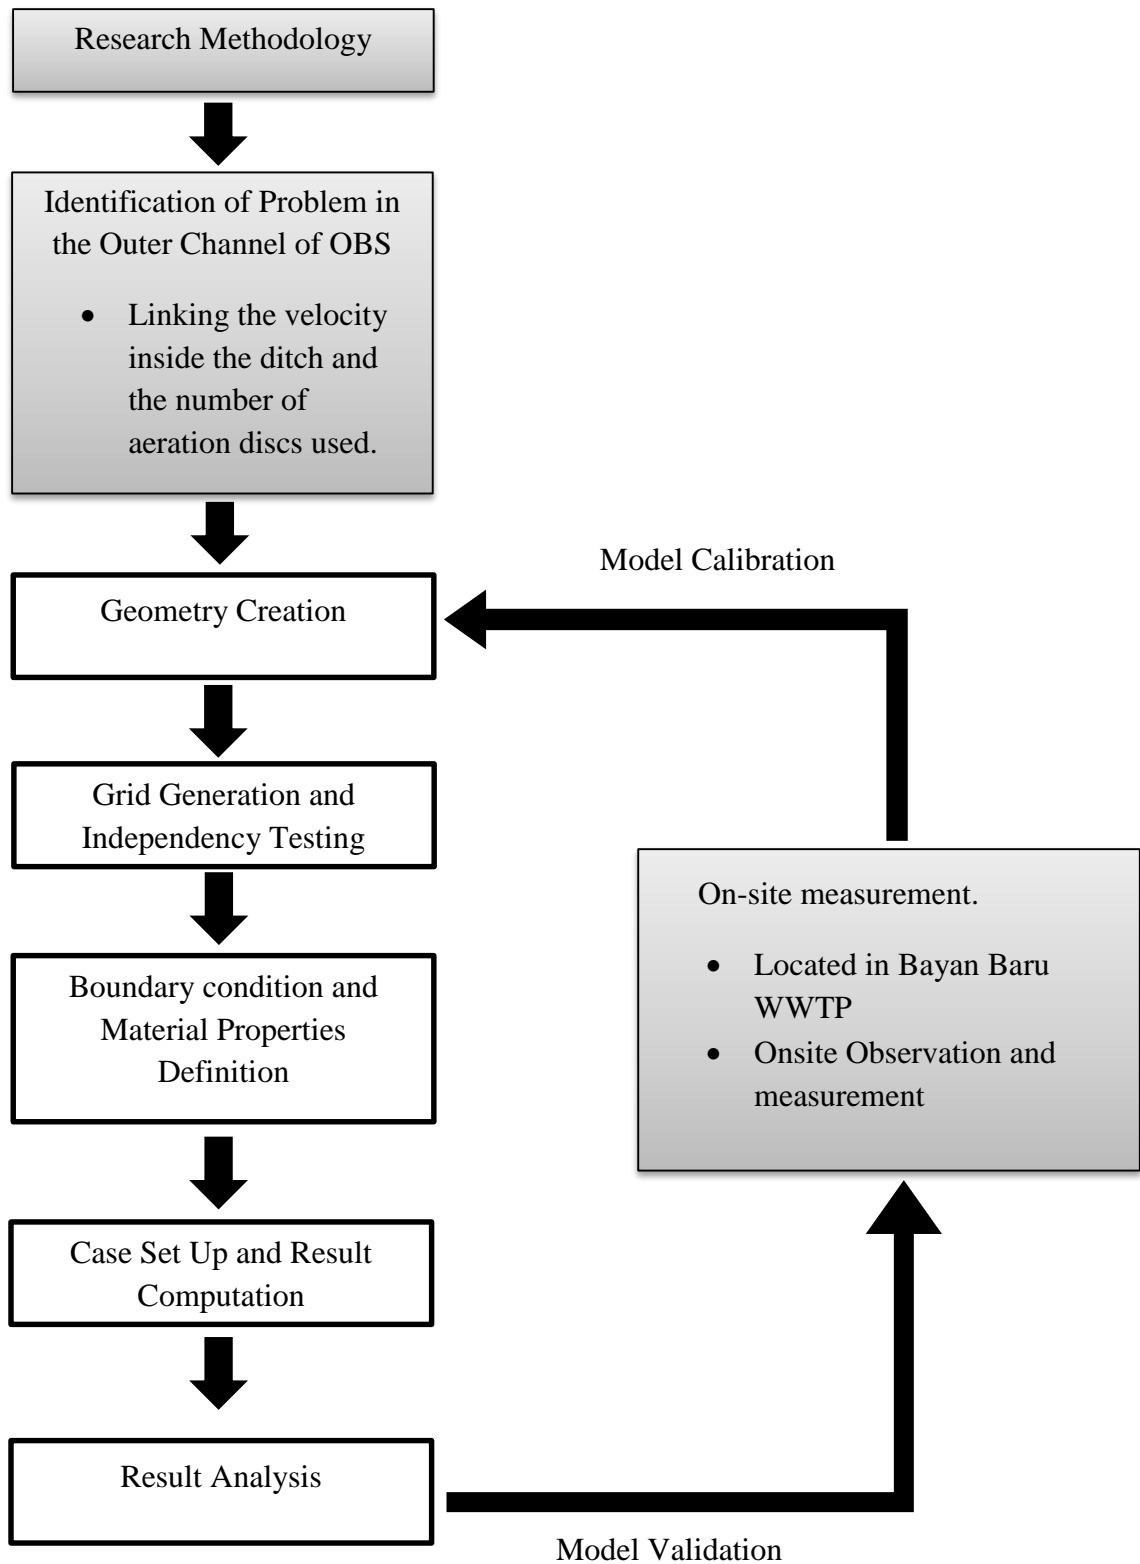 Research Methodology
Identification of Problem in
the Outer Channel of OBS
• Linking the velocity
inside the ditch and
the number of
aeration discs used.
Geometry Creation
Grid Generation and
Independency Testing
Boundary condition and
Material Properties
Definition
Case Set Up and Result
Computation
Result Analysis
Model Validation
On-site measurement.
• Located in Bayan Baru
WWTP
• Onsite Observation and
measurement
Model Calibration